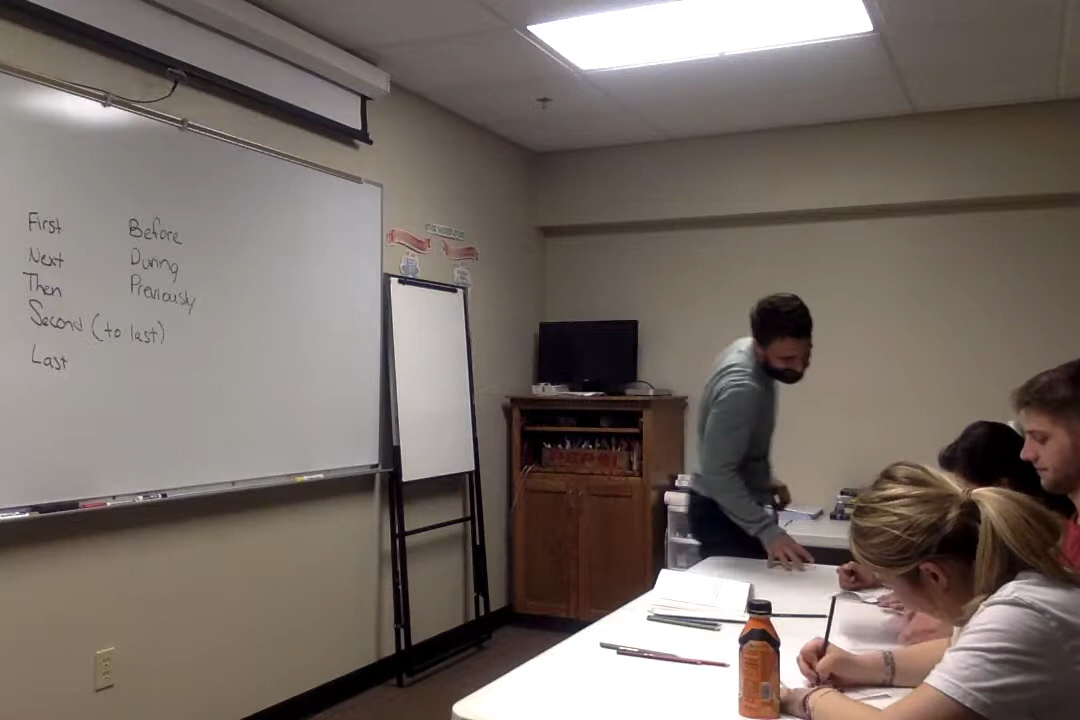 First
Next
Then
Second (to last)
Last
Before
During
Previously